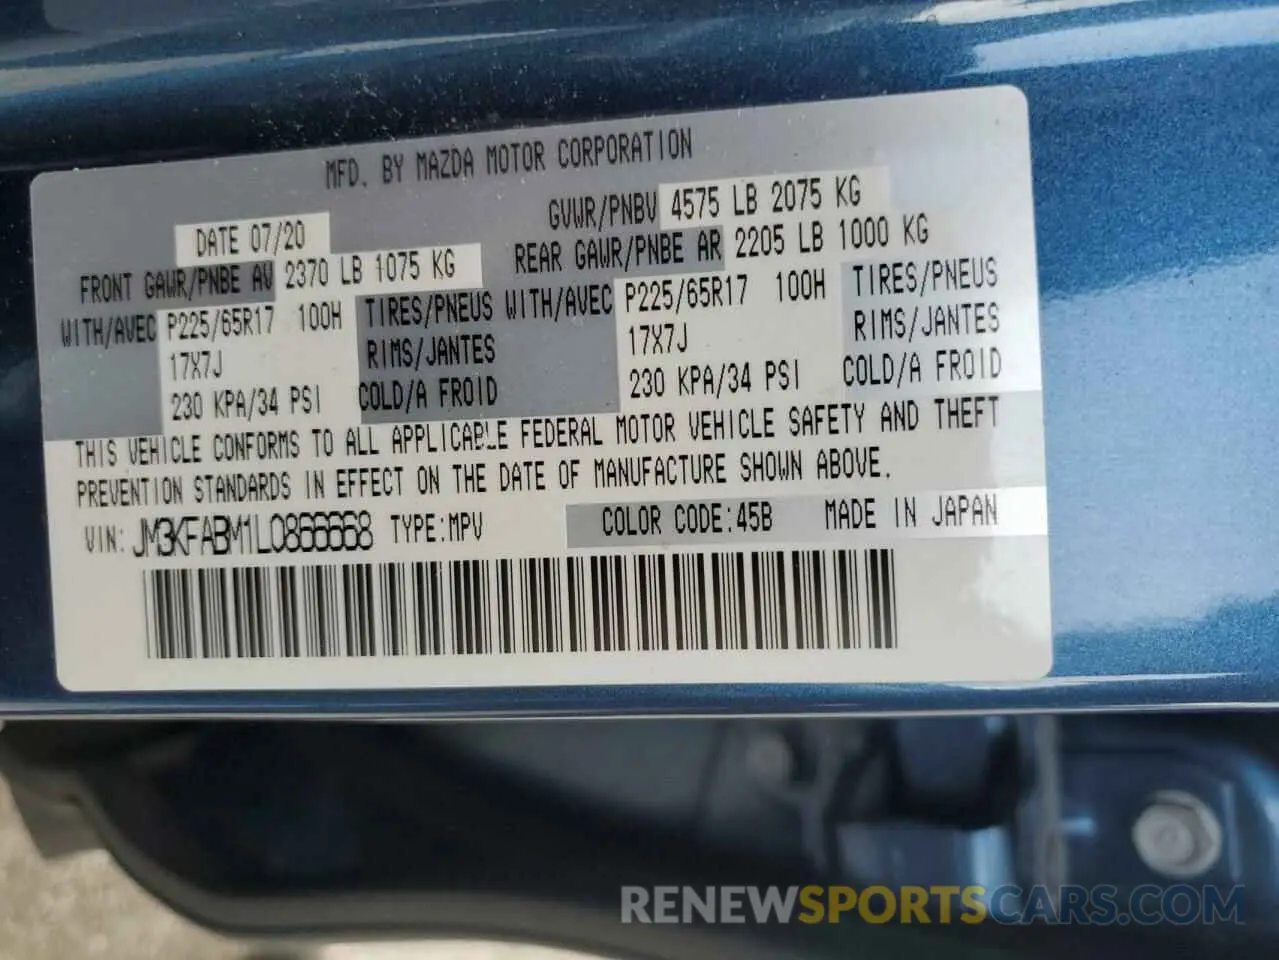 MFD. BY MAZDA MOTOR CORPORATION
DATE 07/20 GVWR/PNBV 4575 LB 2075 KG
FRONT GAWR/PNBE AV 2370 LB 1075 KG REAR GAWR/PNBE AR 2205 LB 1000 KG
WITH/AVEC P225/65R17 100H TIRES/PNEUS WITH/AVEC P225/65R17 100H TIRES/PNEUS
17X7J RIMS/JANTES 17X7J RIMS/JANTES
230 KPA/34 PSI COLD/A FROID 230 KPA/34 PSI COLD/A FROID
THIS VEHICLE CONFORMS TO ALL APPLICABLE FEDERAL MOTOR VEHICLE SAFETY AND THEFT
PREVENTION STANDARDS IN EFFECT ON THE DATE OF MANUFACTURE SHOWN ABOVE.
VIN: JM3KFABM1L0866668 TYPE:MPV COLOR CODE:45B MADE IN JAPAN
RENEWSPORTSCARS.COM